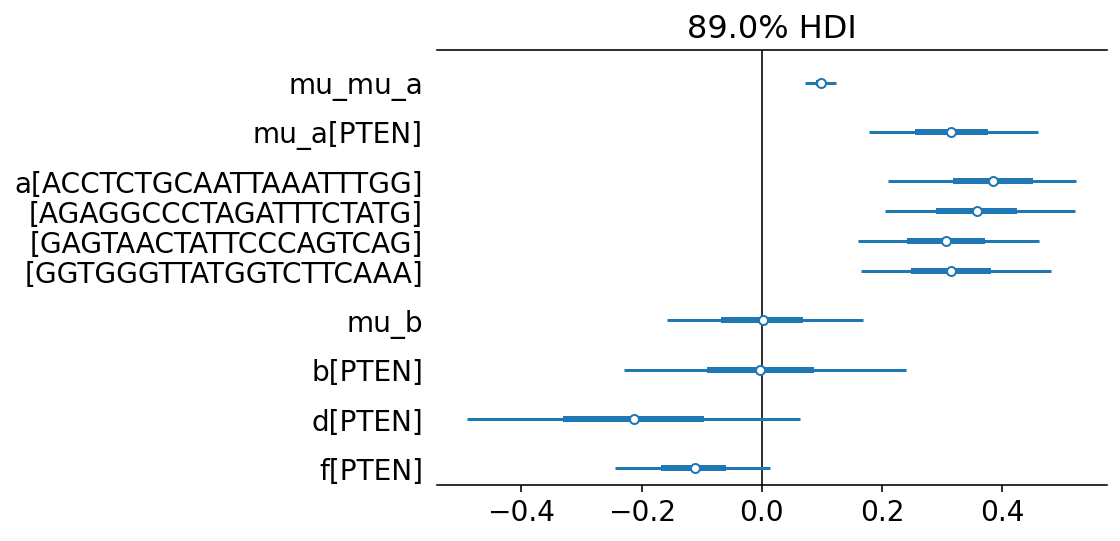 89.0% HDI
mu_mu_a
mu_a[PTEN]
a[ACCTCTGCAATTAAATTTGG]
[AGAGGCCCTAGATTTCTATG]
[GAGTAACTATTCCCAGTCAG]
[GGTGGGTTATGGTCTTCAAA]
mu_b
b[PTEN]
d[PTEN]
f[PTEN]
−0.4 −0.2 0.0 0.2 0.4